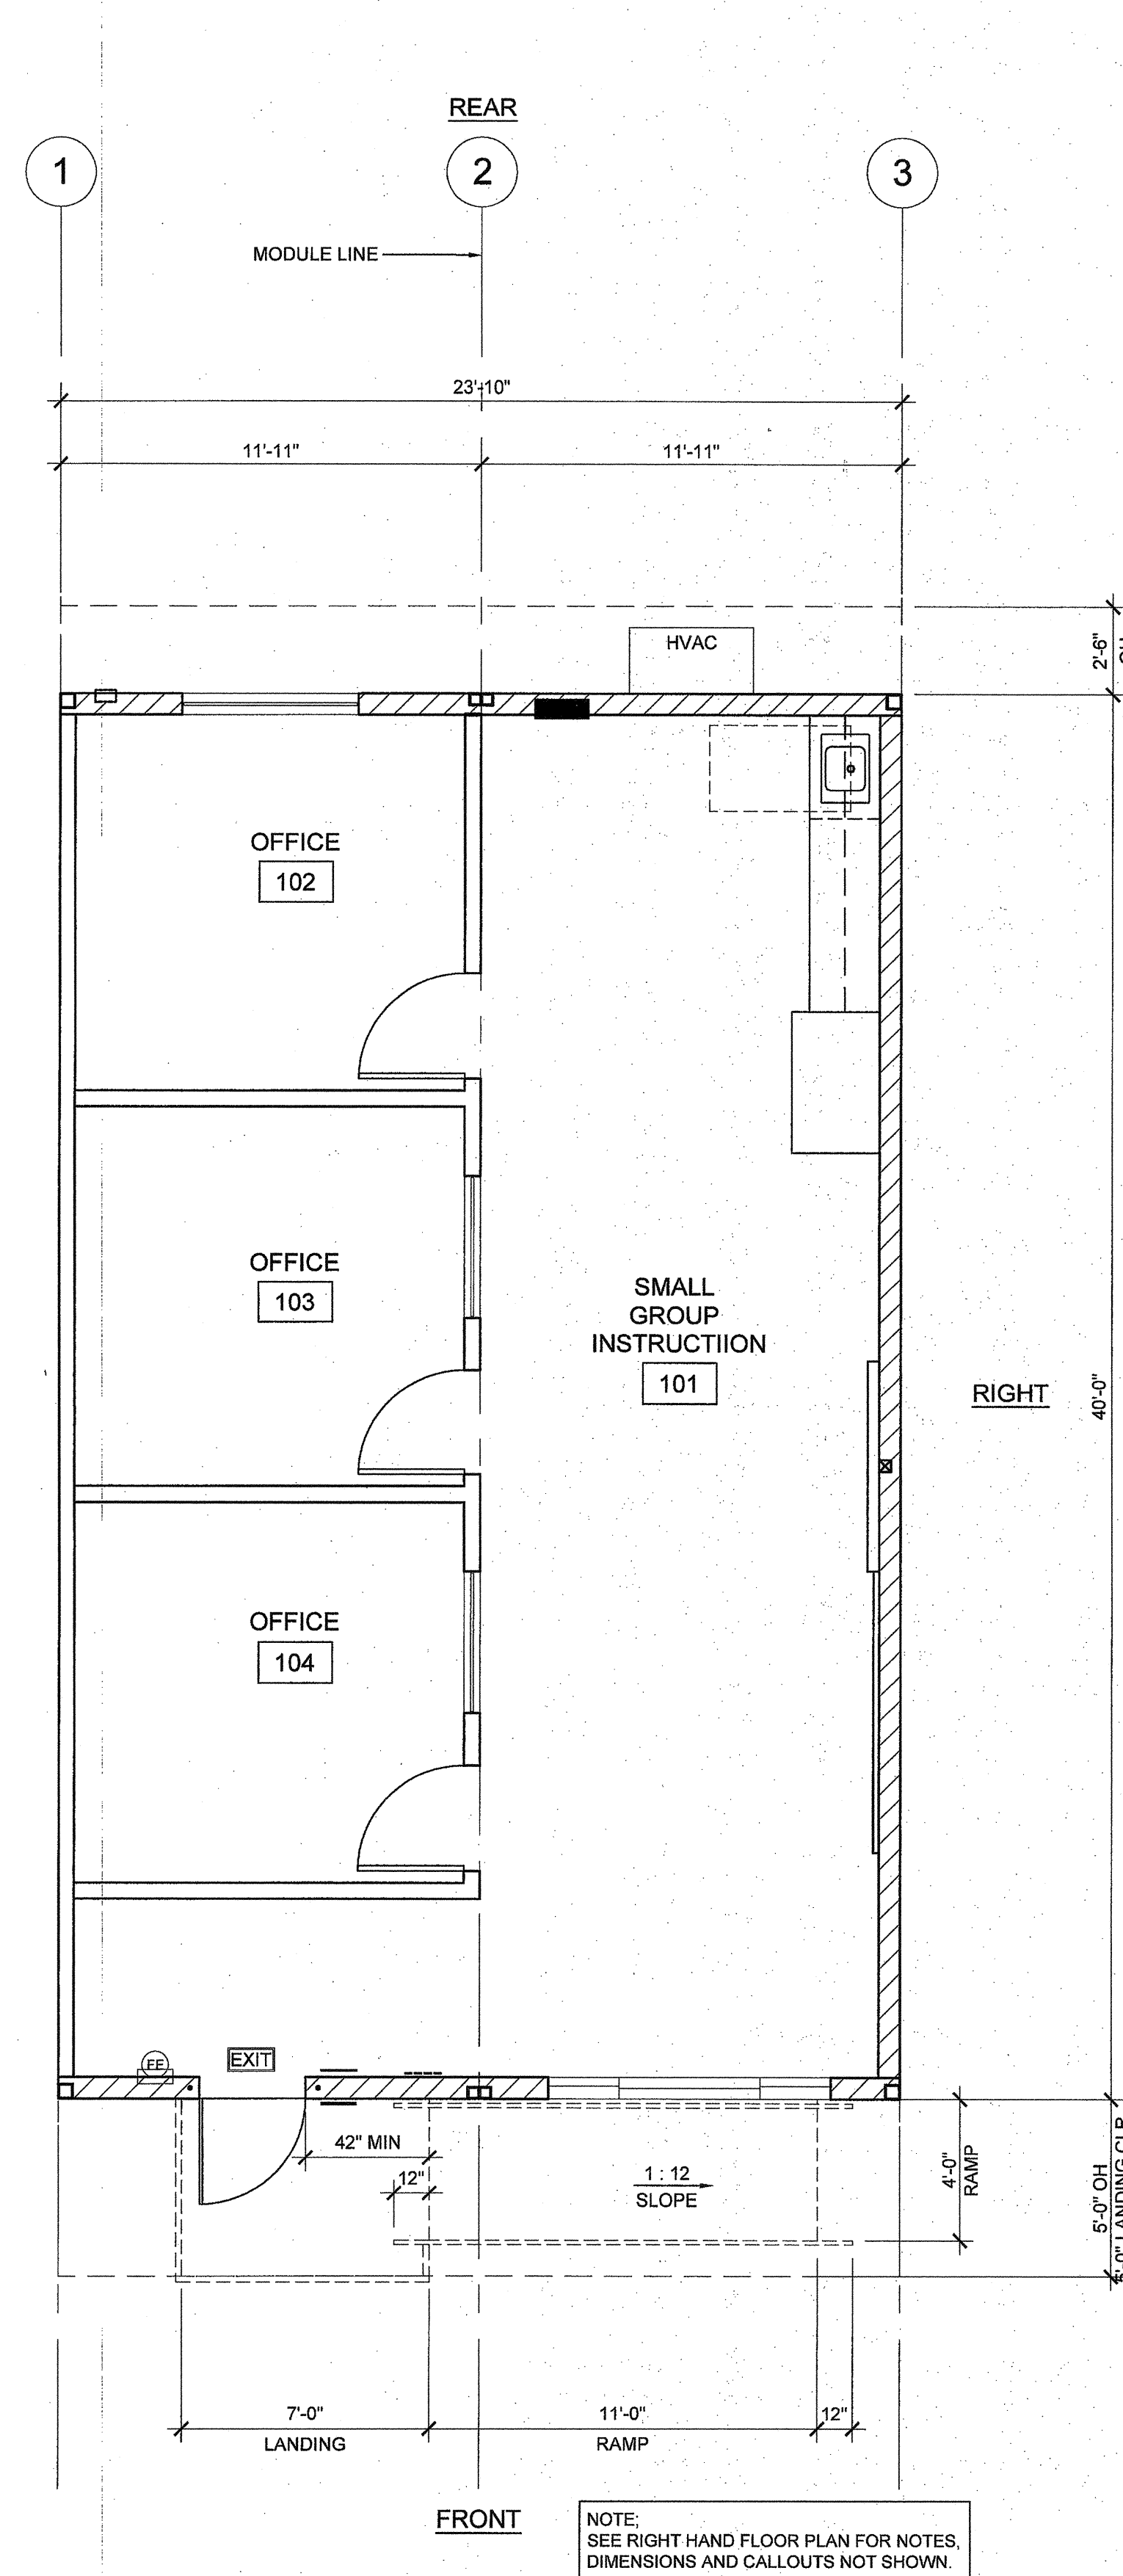 REAR
1
2
3
MODULE LINE
23'-10"
11'-11"
11'-11"
HVAC
2'-6"
OFFICE
102
OFFICE
103
SMALL
GROUP
INSTRUCTIION
101
RIGHT
40'-0"
OFFICE
104
FE
EXIT
42" MIN
12"
1 : 12
SLOPE
4'-0"
RAMP
5'-0" OH
LANDING CLR
7'-0"
LANDING
11'-0"
RAMP
12"
FRONT
NOTE;
SEE RIGHT HAND FLOOR PLAN FOR NOTES,
DIMENSIONS AND CALLOUTS NOT SHOWN.